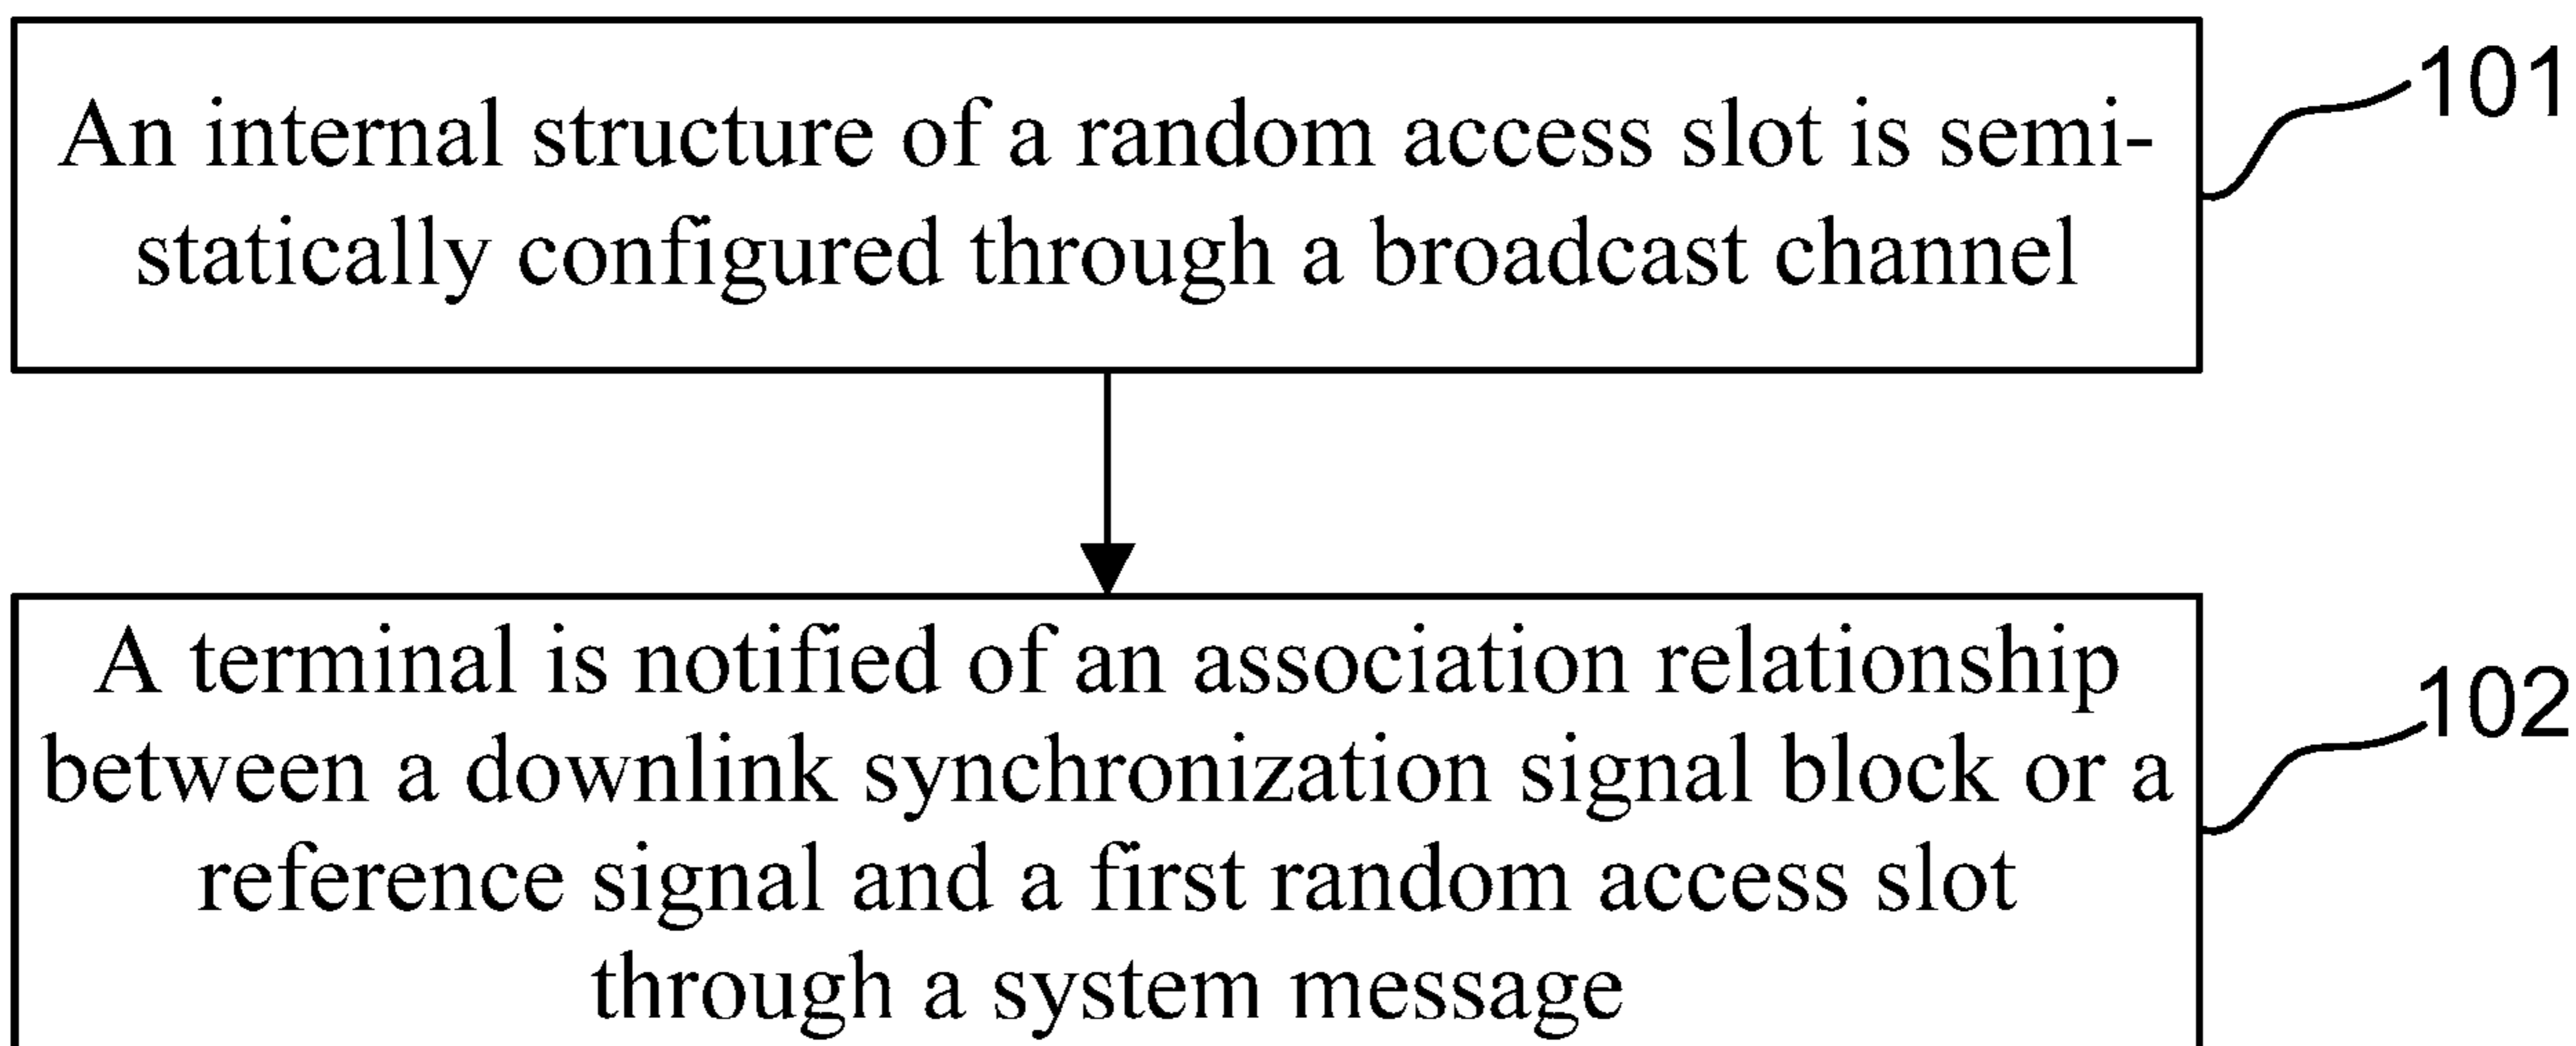 An internal structure of a random access slot is semi-
statically configured through a broadcast channel
101
A terminal is notified of an association relationship
between a downlink synchronization signal block or a
reference signal and a first random access slot
through a system message
102